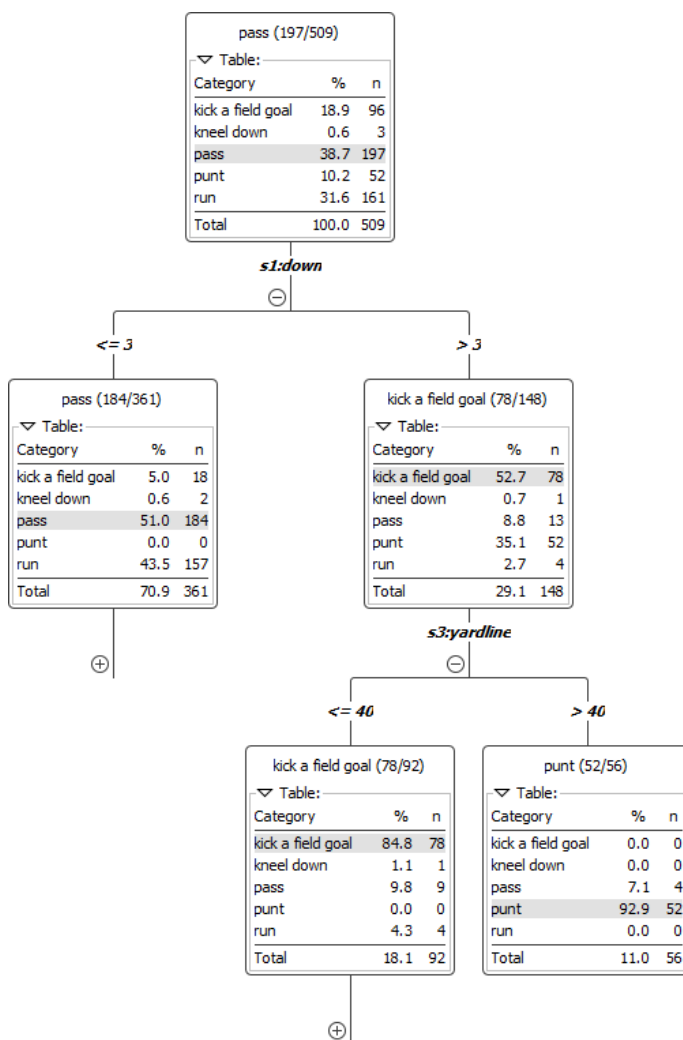 pass (197/509)
▽ Table:
Category % n
kick a field goal 18.9 96
kneel down 0.6 3
pass 38.7 197
punt 10.2 52
run 31.6 161
Total 100.0 509
s1:down
<= 3
> 3
pass (184/361)
▽ Table:
Category % n
kick a field goal 5.0 18
kneel down 0.6 2
pass 51.0 184
punt 0.0 0
run 43.5 157
Total 70.9 361
kick a field goal (78/148)
▽ Table:
Category % n
kick a field goal 52.7 78
kneel down 0.7 1
pass 8.8 13
punt 35.1 52
run 2.7 4
Total 29.1 148
s3:yardline
<= 40
> 40
kick a field goal (78/92)
▽ Table:
Category % n
kick a field goal 84.8 78
kneel down 1.1 1
pass 9.8 9
punt 0.0 0
run 4.3 4
Total 18.1 92
punt (52/56)
▽ Table:
Category % n
kick a field goal 0.0 0
kneel down 0.0 0
pass 7.1 4
punt 92.9 52
run 0.0 0
Total 11.0 56